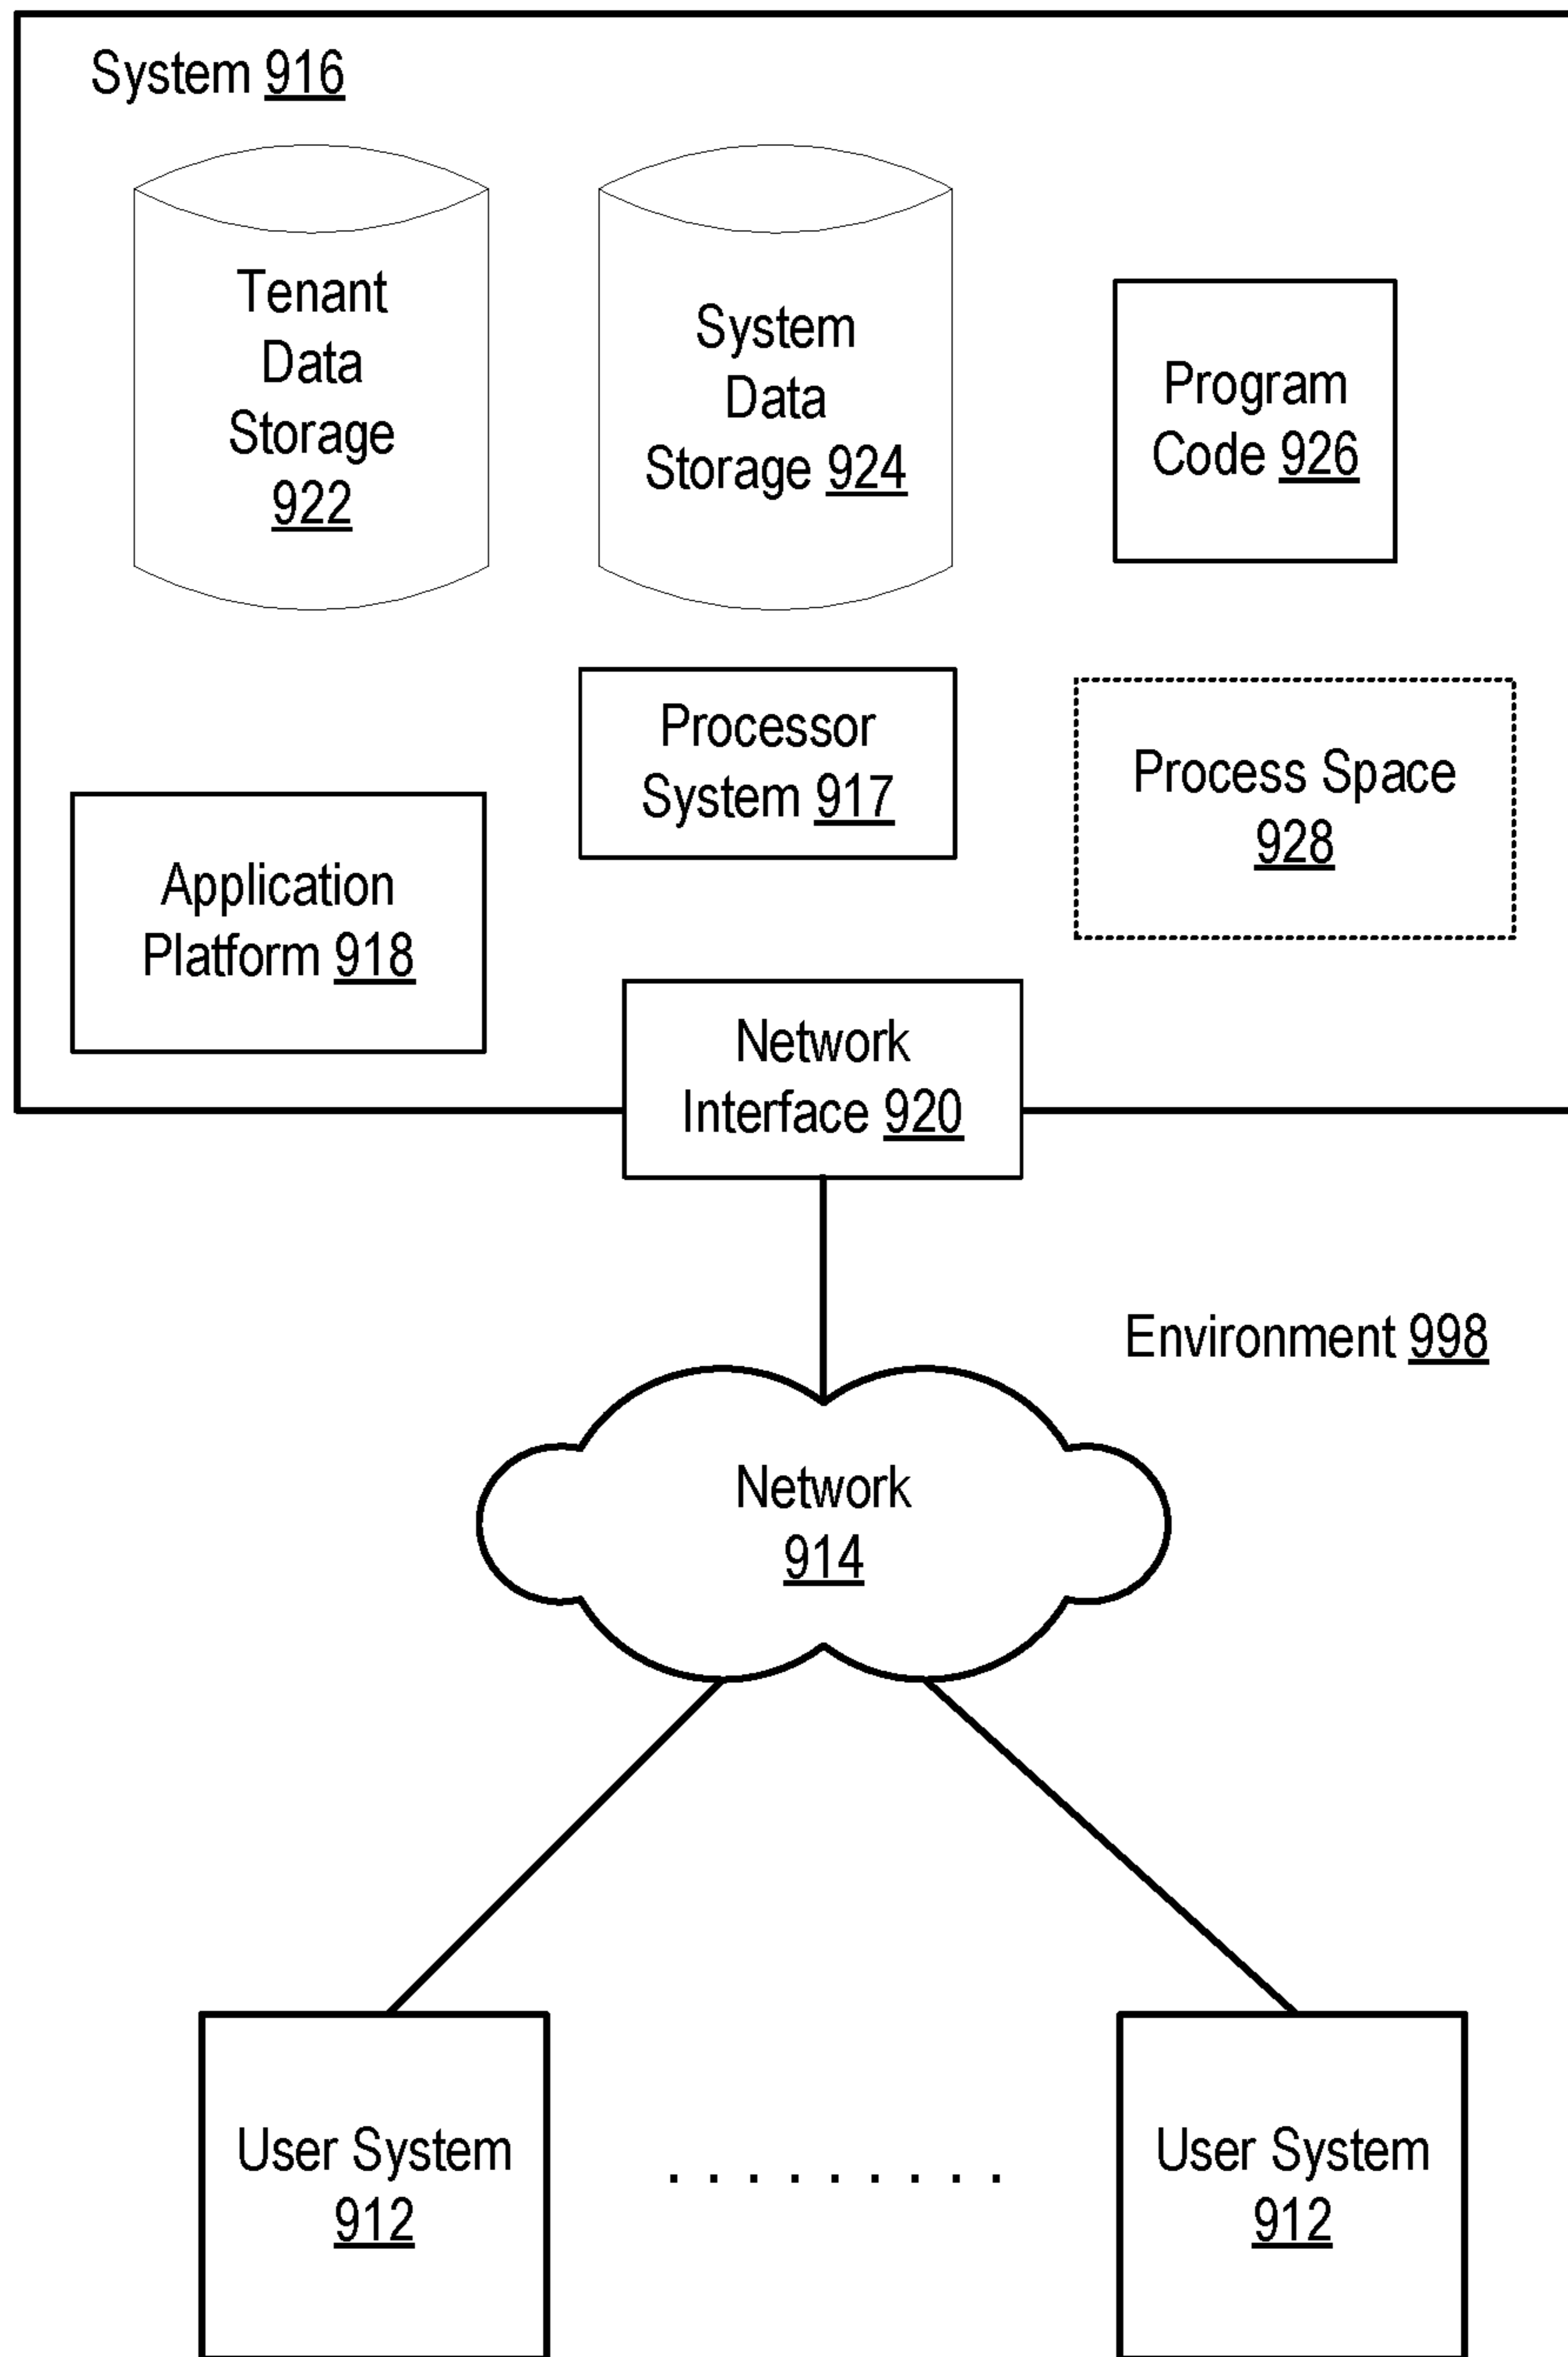 System 916
Tenant
Data
Storage
922
System
Data
Storage 924
Program
Code 926
Processor
System 917
Process Space
928
Application
Platform 918
Network
Interface 920
Environment 998
Network
914
User System
912
. . . . . . . . .
User System
912